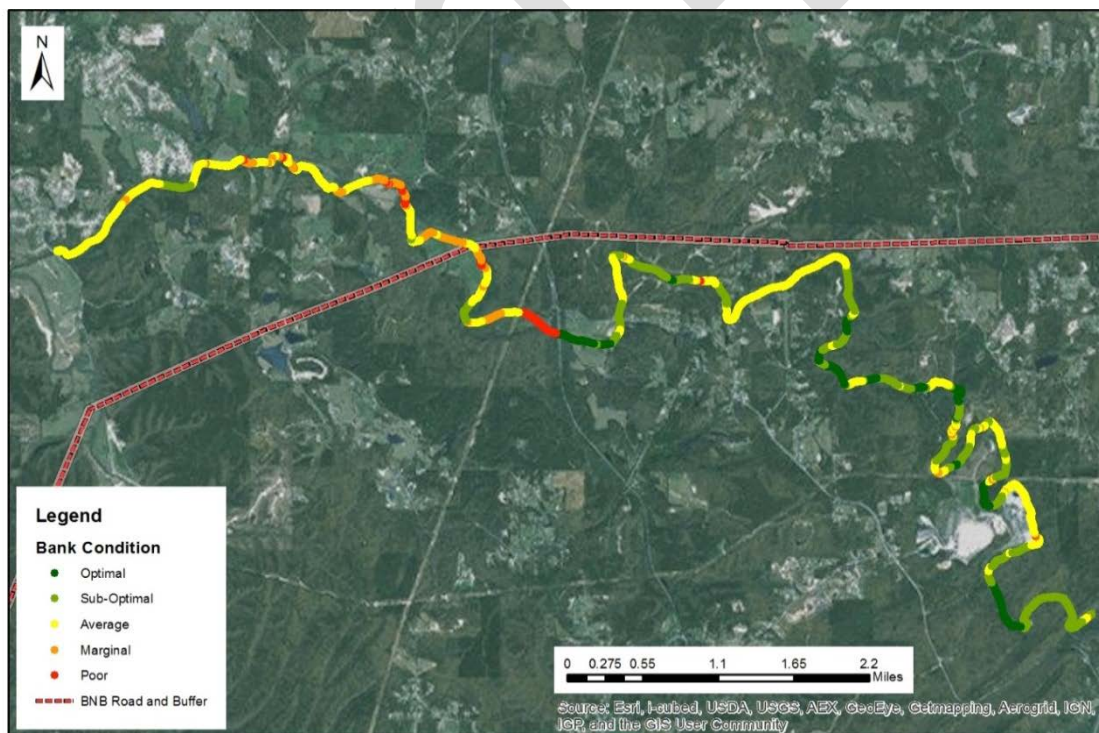 N
Legend
Bank Condition
Optimal
Sub-Optimal
Average
Marginal
Poor
BNB Road and Buffer
0 0.275 0.55 1.1 1.65 2.2
Miles
Source: Esri, i-cubed, USDA, USGS, AEX, GeoEye, Getmapping, Aerogrid, IGN,
IGP, and the GIS User Community